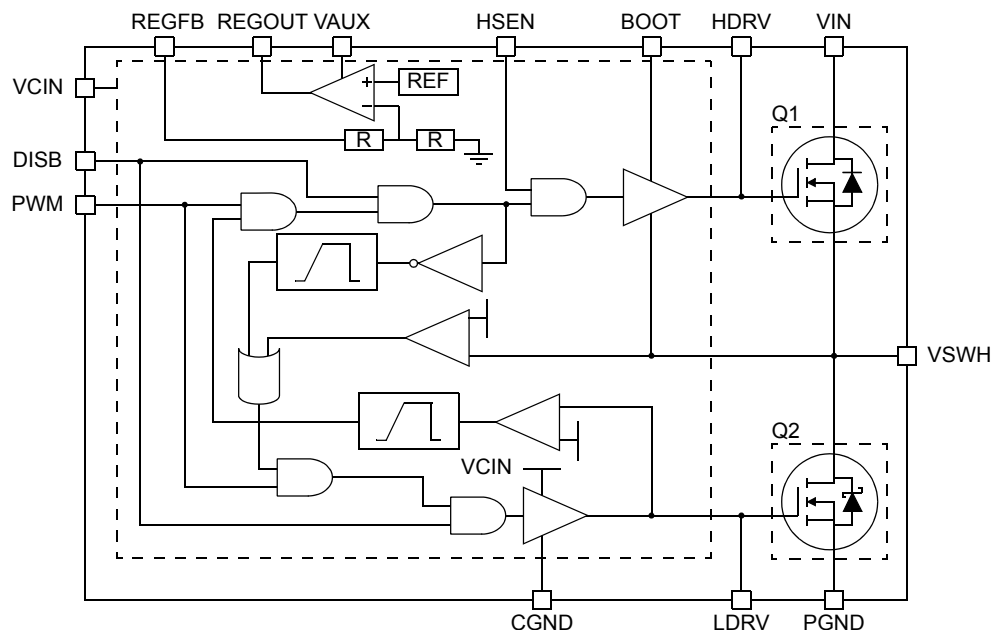 REGFB REGOUT VAUX HSEN BOOT HDRV VIN
VCIN
+ REF
−
R R
Q1
DISB
PWM
VSWH
Q2
VCIN
CGND LDRV PGND